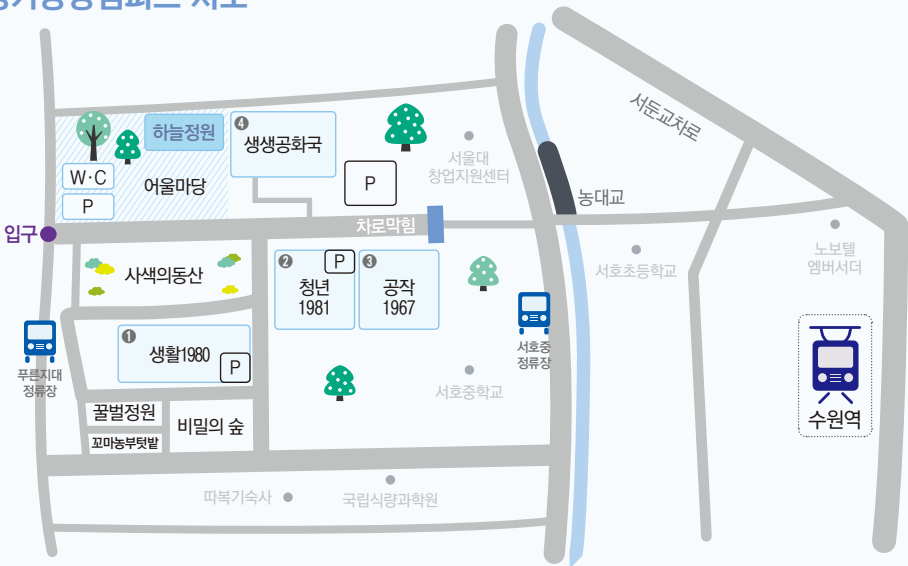 서둔교차로
하늘정원
❹
생생공화국
서울대
창업지원센터
W·C
어울마당
P
P
농대교
입구
차로막힘
노보텔
엠버서더
사색의동산
❷
P
청년
1981
❸
공작
1967
서호초등학교
❶
생활1980
P
푸른지대
정류장
서호중
정류장
서호중학교
수원역
꿀벌정원
비밀의 숲
꼬마농부텃밭
따복기숙사
국립식량과학원